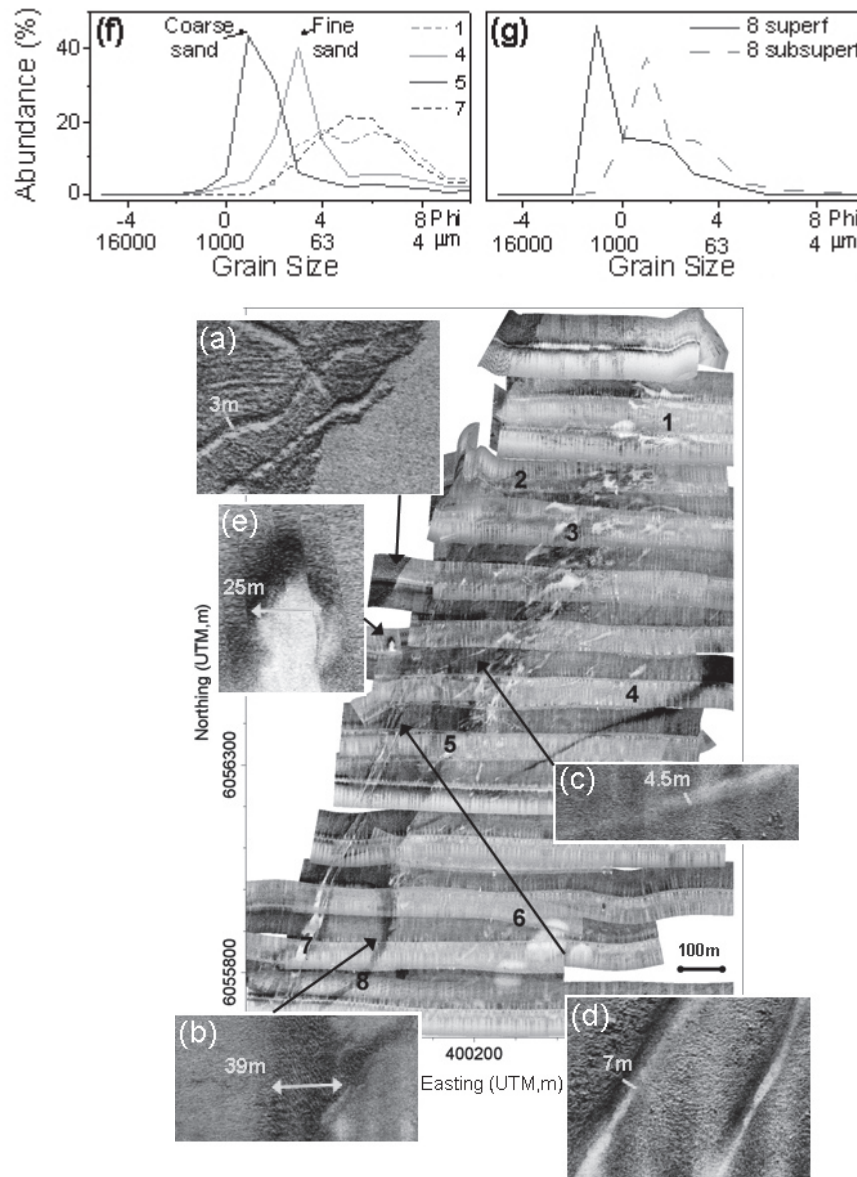 (f)
Coarse sand
Fine sand
1
4
5
7
Abundance (%)
40
20
0
-4 0 4 8 Phi
16000 1000 63 4 µm
Grain Size
(g)
8 superf
8 subsuperf
-4 0 4 8 Phi
16000 1000 63 4 µm
Grain Size
(a)
3m
(e)
25m
1
2
3
4
5
6
7
8
(c)
4.5m
100m
(b)
39m
(d)
7m
Northing (UTM,m)
6056300
6055800
400200
Easting (UTM,m)